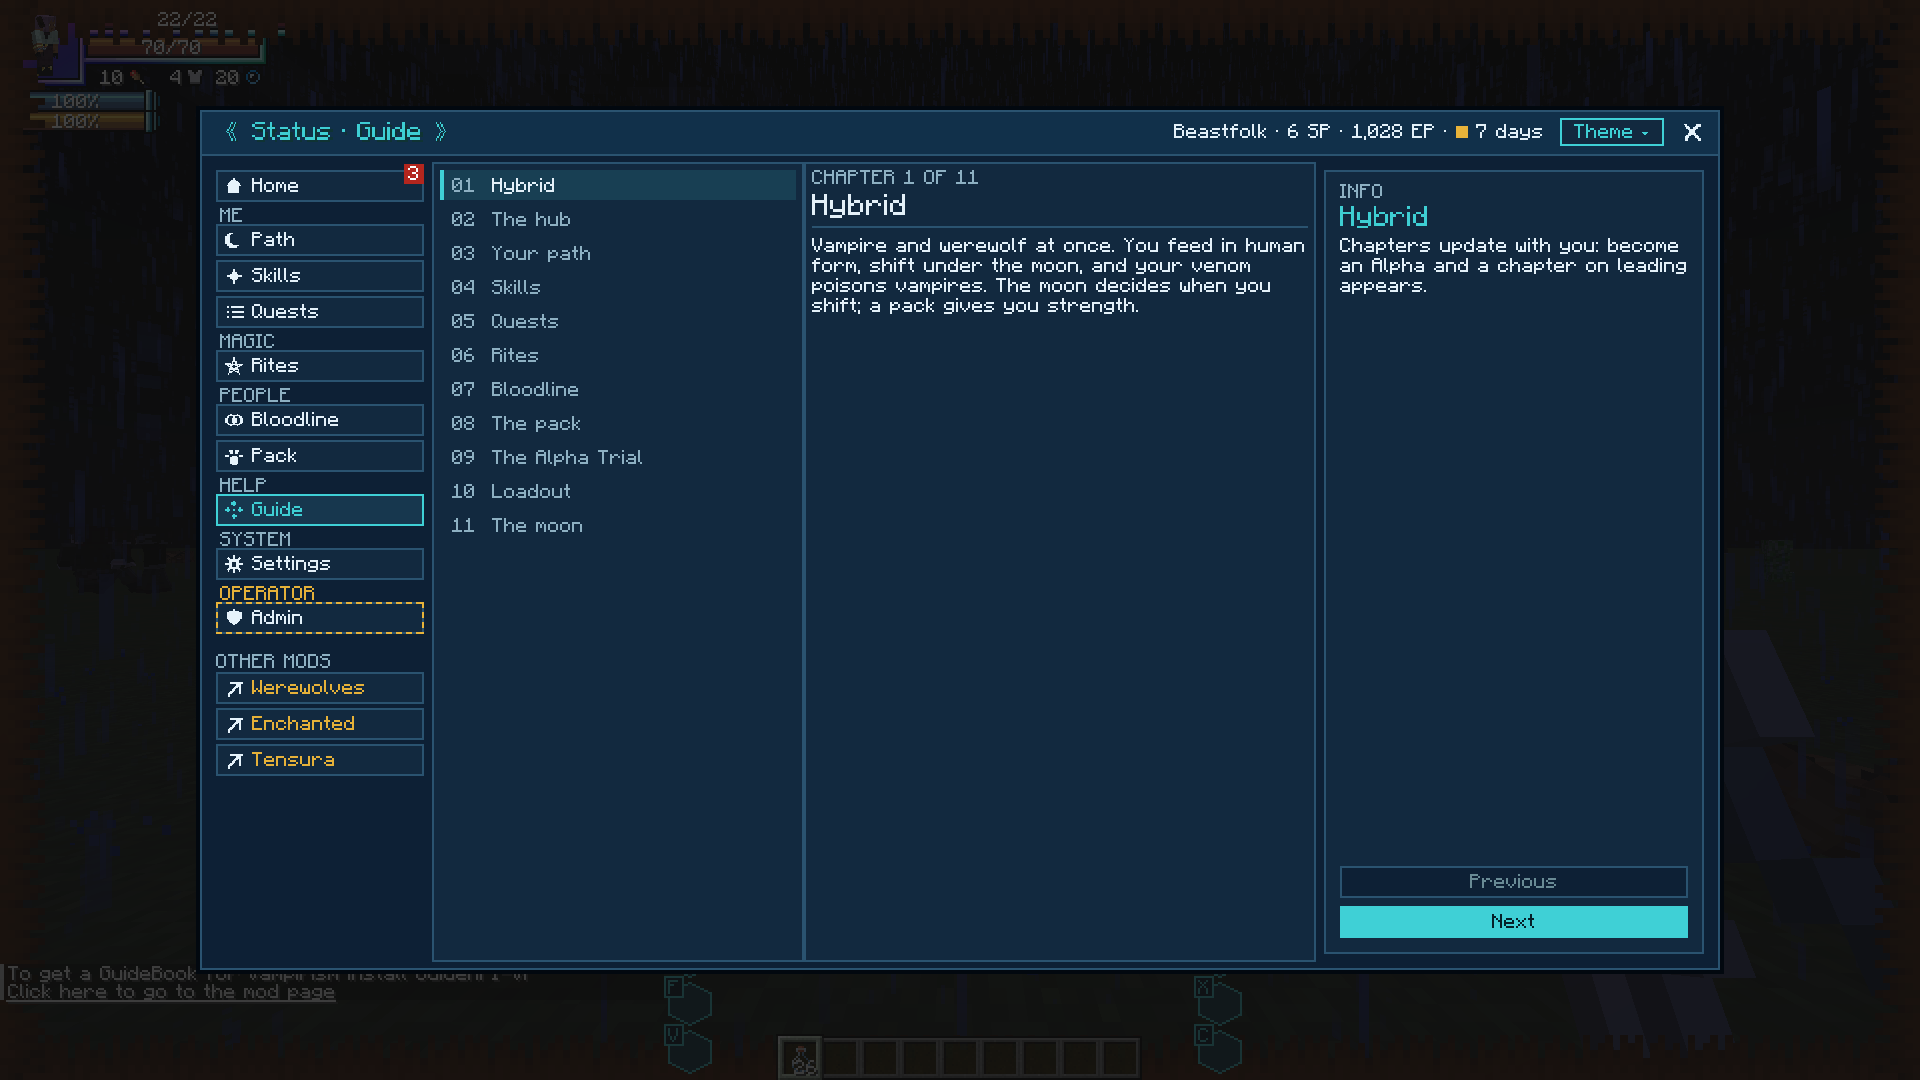 22/22
70/70
10 4 20
100%
100%
Status · Guide
Beastfolk · 6 SP · 1,028 EP · 7 days
Theme
Home
3
ME
Path
Skills
Quests
MAGIC
Rites
PEOPLE
Bloodline
Pack
HELP
Guide
SYSTEM
Settings
OPERATOR
Admin
OTHER MODS
Werewolves
Enchanted
Tensura
01 Hybrid
02 The hub
03 Your path
04 Skills
05 Quests
06 Rites
07 Bloodline
08 The pack
09 The Alpha Trial
10 Loadout
11 The moon
CHAPTER 1 OF 11
Hybrid
Vampire and werewolf at once. You feed in human
form, shift under the moon, and your venom
poisons vampires. The moon decides when you
shift; a pack gives you strength.
INFO
Hybrid
Chapters update with you: become
an Alpha and a chapter on leading
appears.
Previous
Next
To get a GuideBook for Vampirism install
Click here to go to the mod page
F
V
X
C
26